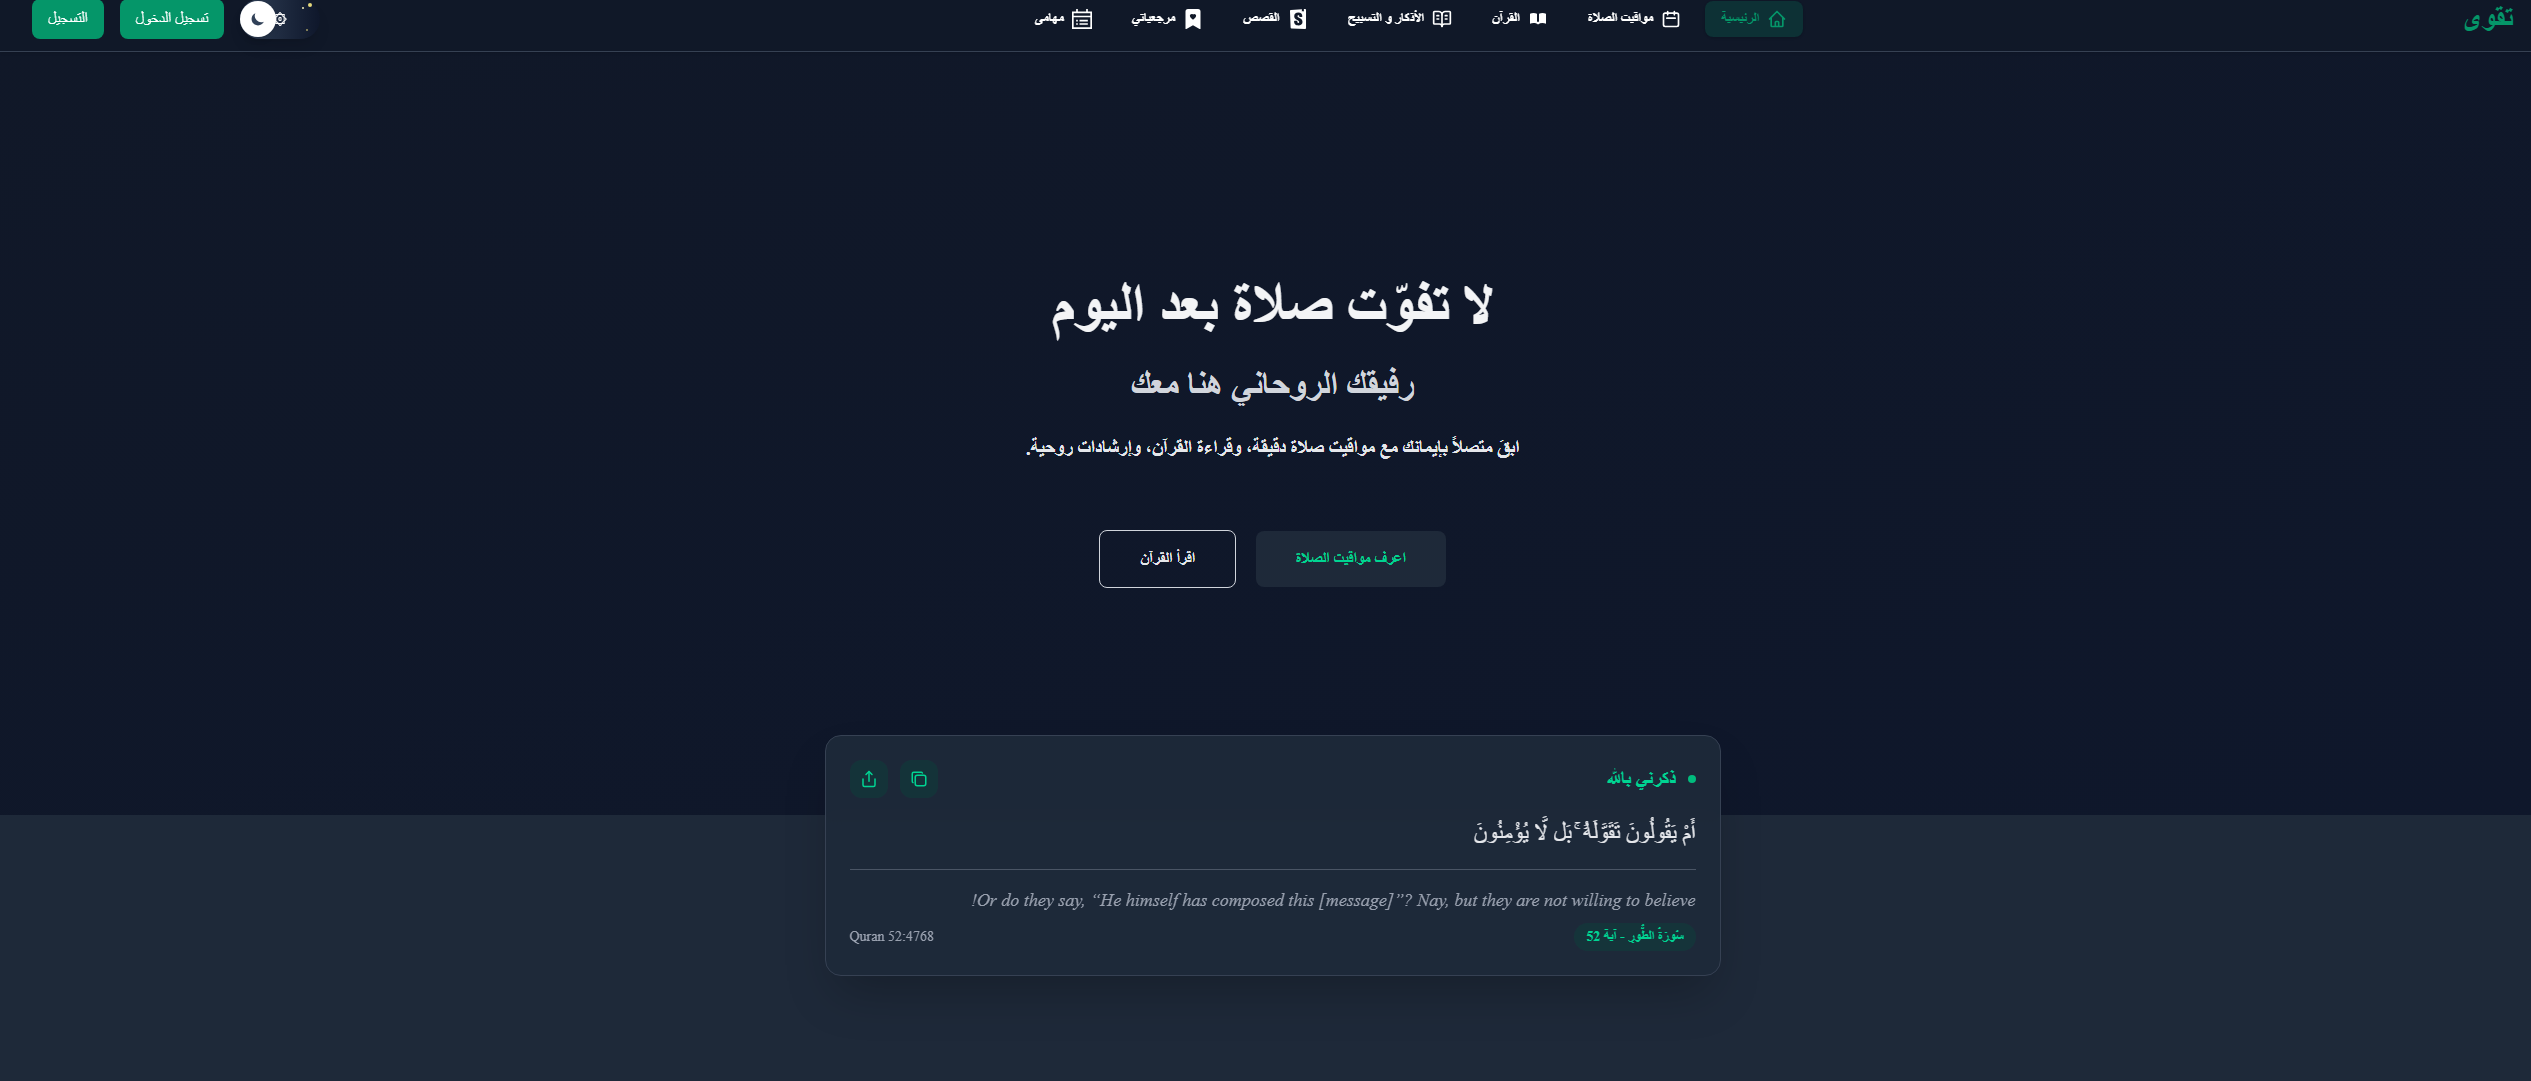 تقوى
الرئيسية
مواقيت الصلاة
القرآن
الأذكار و التسبيح
القصص
مرجعياتي
مهامى
تسجيل الدخول
التسجيل
لا تفوّت صلاة بعد اليوم
رفيقك الروحاني هنا معك
ابقَ متصلاً بإيمانك مع مواقيت صلاة دقيقة، وقراءة القرآن، وإرشادات روحية.
اعرف مواقيت الصلاة
اقرأ القرآن
ذكرني بالله
أَمْ يَقُولُونَ تَقَوَّلَهُۥ ۚ بَل لَّا يُؤْمِنُونَ
!Or do they say, “He himself has composed this [message]”? Nay, but they are not willing to believe
سُورَةُ الطُّورِ - آية 52
Quran 52:4768